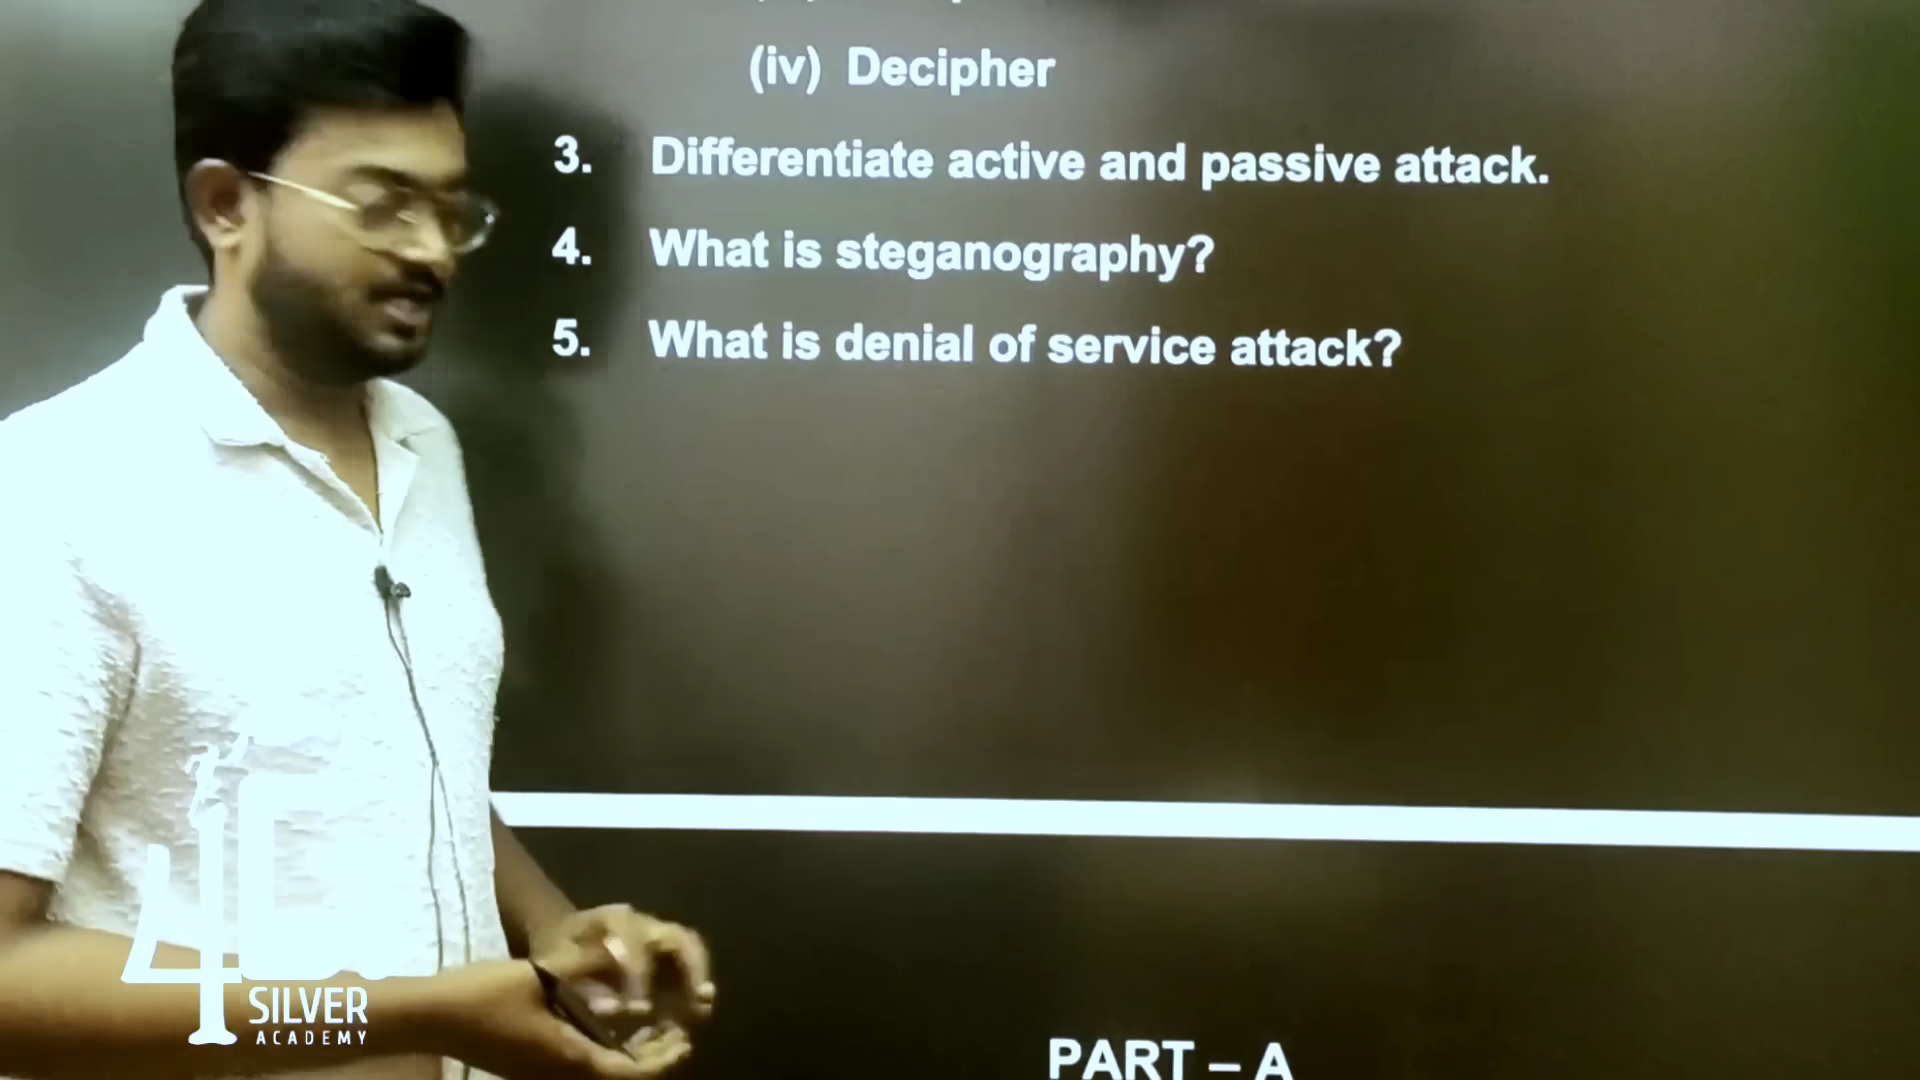 (iv) Decipher
3. Differentiate active and passive attack.
4. What is steganography?
5. What is denial of service attack?
PART – A
SILVER
ACADEMY